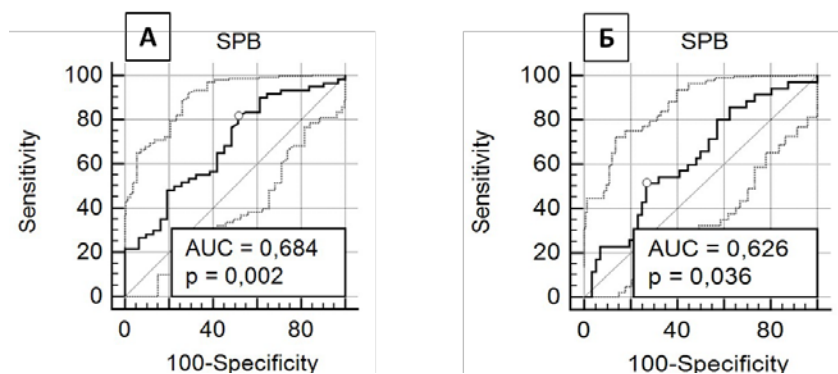 А
SPB
100
80
60
40
20
0
Sensitivity
AUC = 0,684
p = 0,002
0 40 80
100-Specificity
Б
SPB
100
80
60
40
20
0
Sensitivity
AUC = 0,626
p = 0,036
0 40 80
100-Specificity